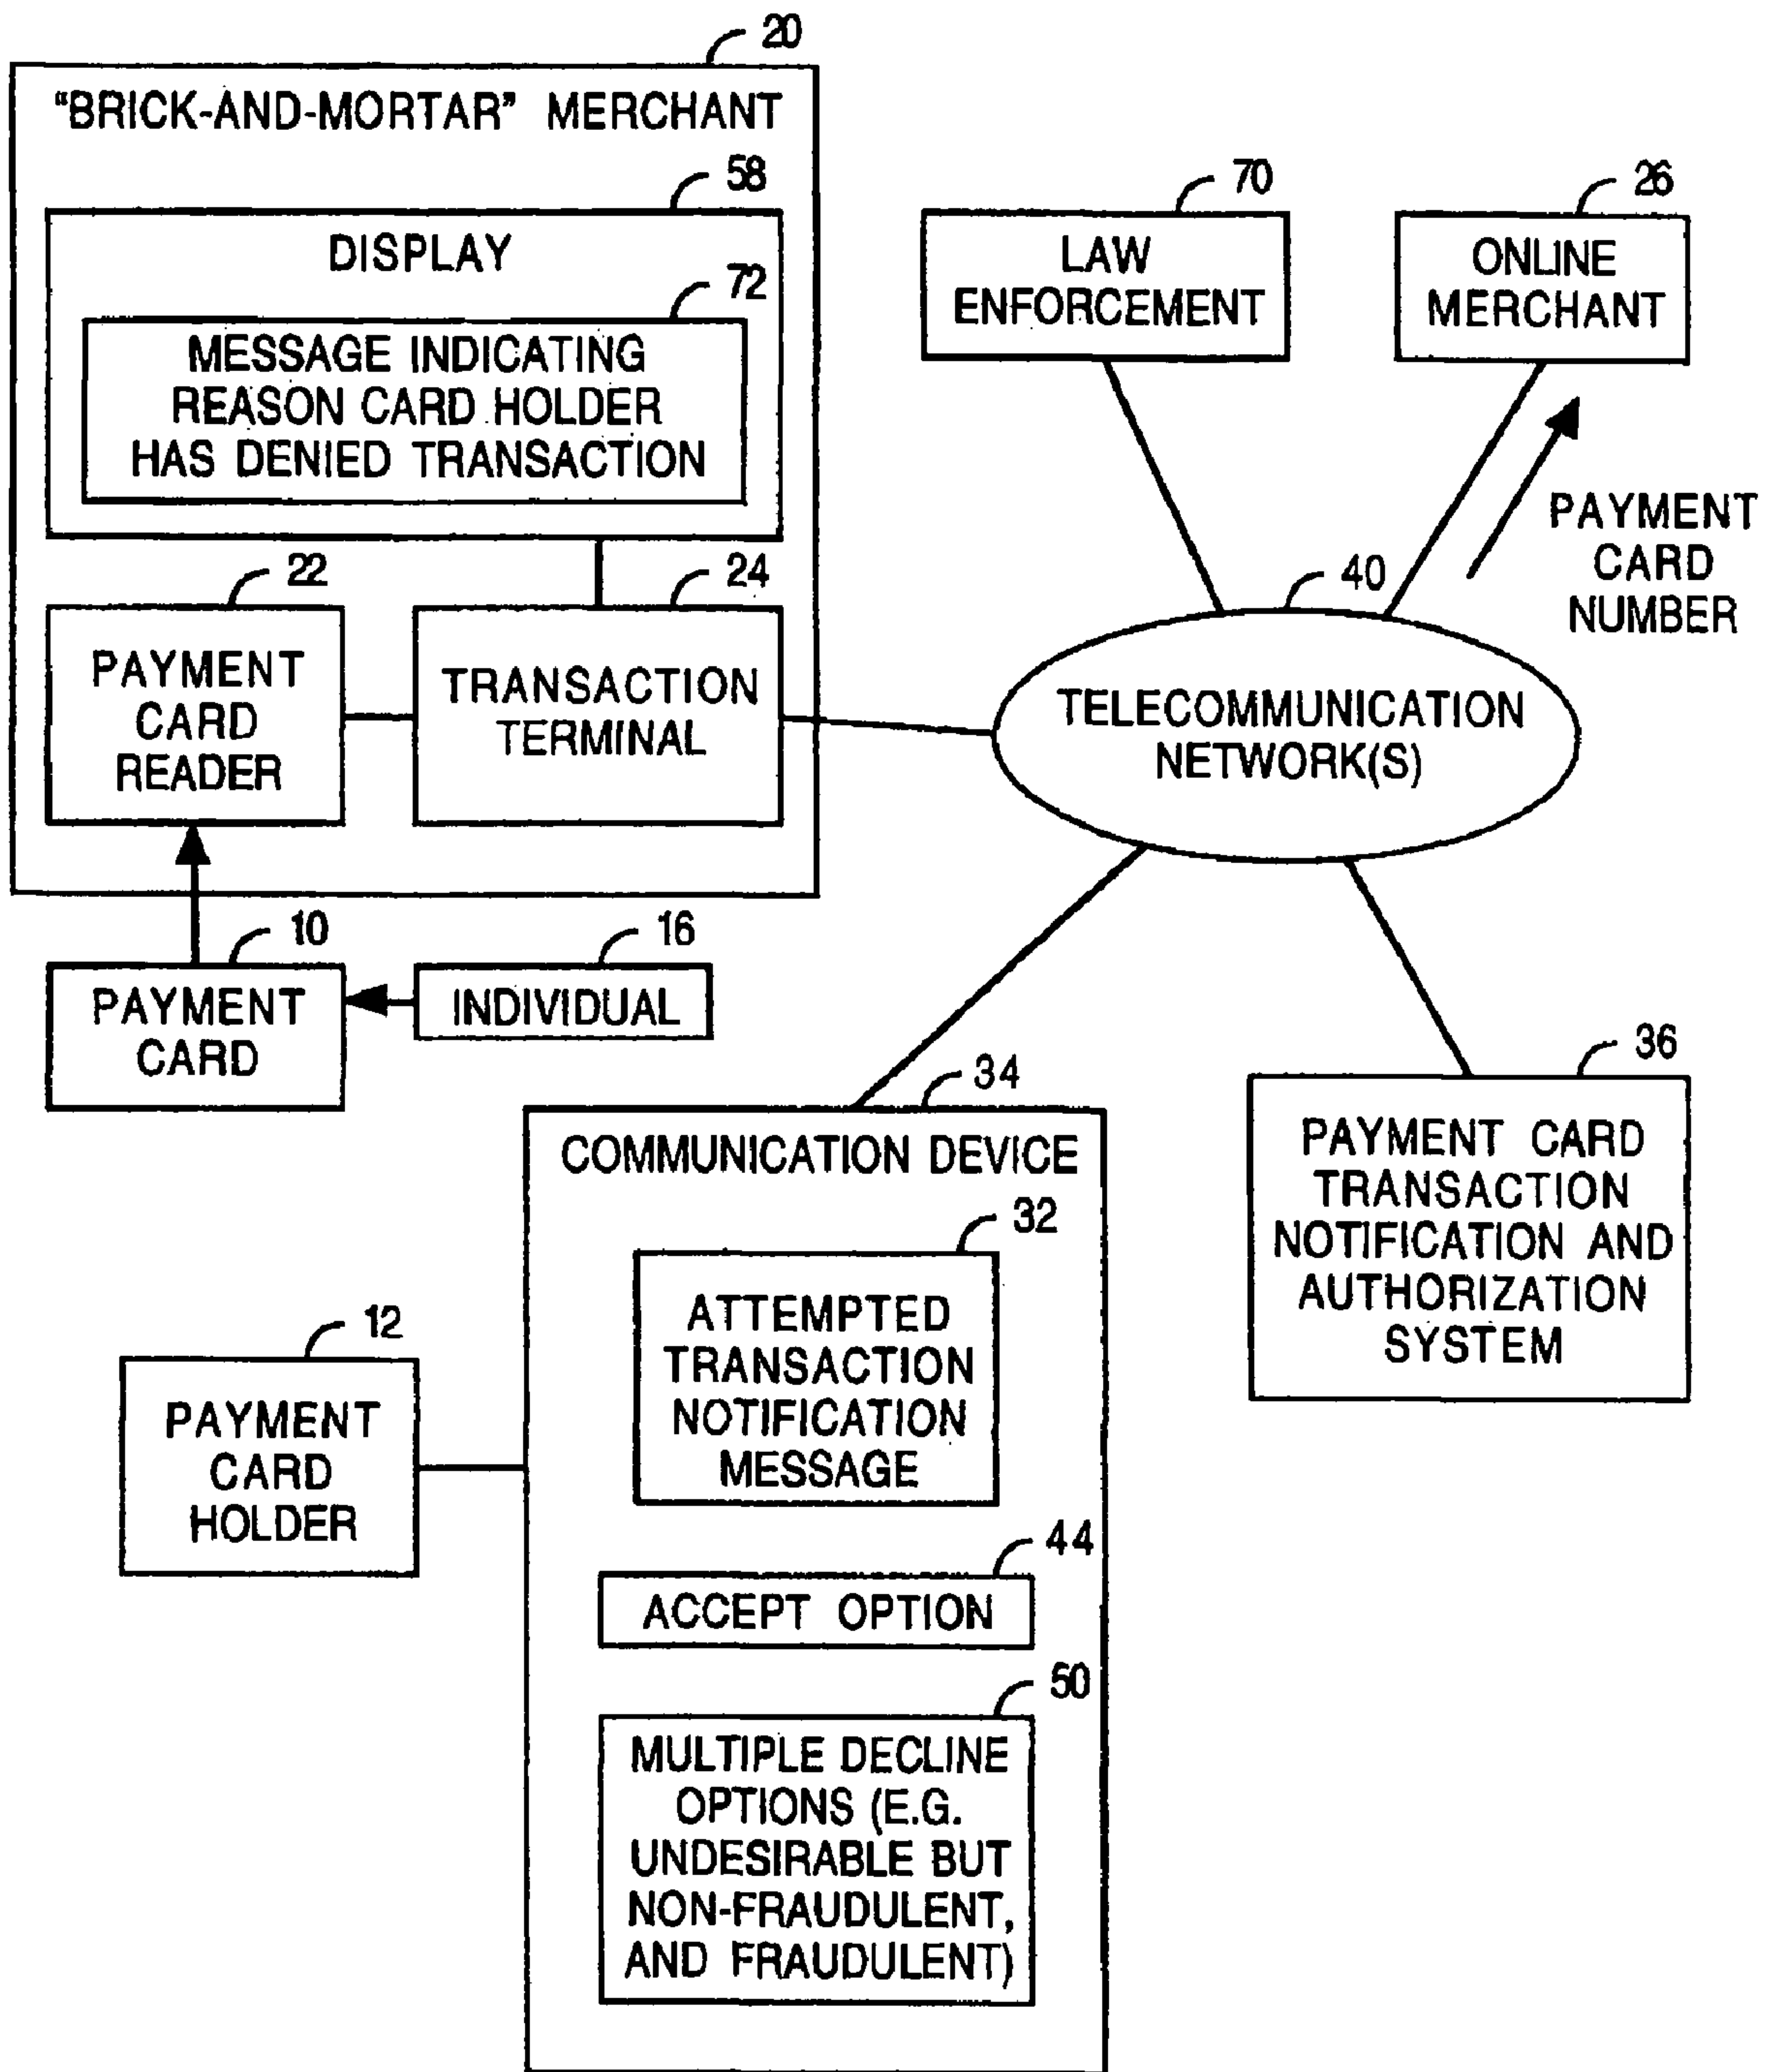 20
"BRICK-AND-MORTAR" MERCHANT
58
DISPLAY
72
MESSAGE INDICATING
REASON CARD HOLDER
HAS DENIED TRANSACTION
22
PAYMENT
CARD
READER
24
TRANSACTION
TERMINAL
70
LAW
ENFORCEMENT
26
ONLINE
MERCHANT
PAYMENT
CARD
NUMBER
40
TELECOMMUNICATION
NETWORK(S)
10
PAYMENT
CARD
16
INDIVIDUAL
34
COMMUNICATION DEVICE
32
ATTEMPTED
TRANSACTION
NOTIFICATION
MESSAGE
44
ACCEPT OPTION
50
MULTIPLE DECLINE
OPTIONS (E.G.
UNDESIRABLE BUT
NON-FRAUDULENT,
AND FRAUDULENT)
12
PAYMENT
CARD
HOLDER
36
PAYMENT CARD
TRANSACTION
NOTIFICATION AND
AUTHORIZATION
SYSTEM